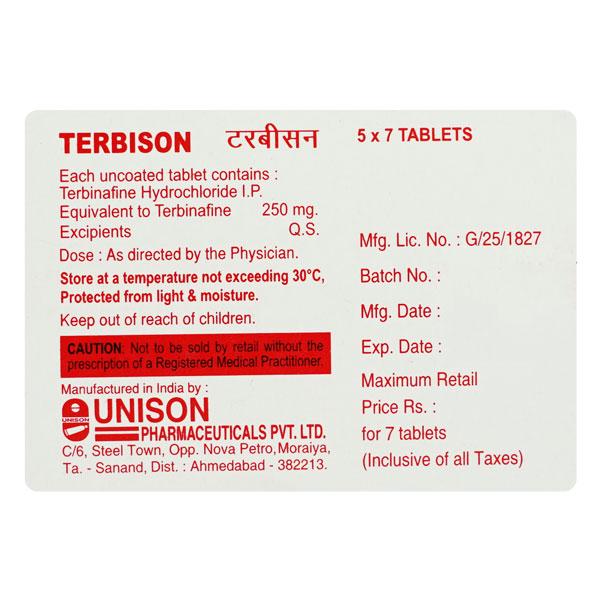 TERBISON टरबीसन
Each uncoated tablet contains :
Terbinafine Hydrochloride I.P.
Equivalent to Terbinafine 250 mg.
Excipients Q.S.
Dose : As directed by the Physician.
Store at a temperature not exceeding 30°C,
Protected from light & moisture.
Keep out of reach of children.
CAUTION: Not to be sold by retail without the
prescription of a Registered Medical Practitioner.
Manufactured in India by :
UNISON
UNISON
PHARMACEUTICALS PVT. LTD.
C/6, Steel Town, Opp. Nova Petro,Moraiya,
Ta. - Sanand, Dist. : Ahmedabad - 382213.
5 x 7 TABLETS
Mfg. Lic. No. : G/25/1827
Batch No. :
Mfg. Date :
Exp. Date :
Maximum Retail
Price Rs. :
for 7 tablets
(Inclusive of all Taxes)